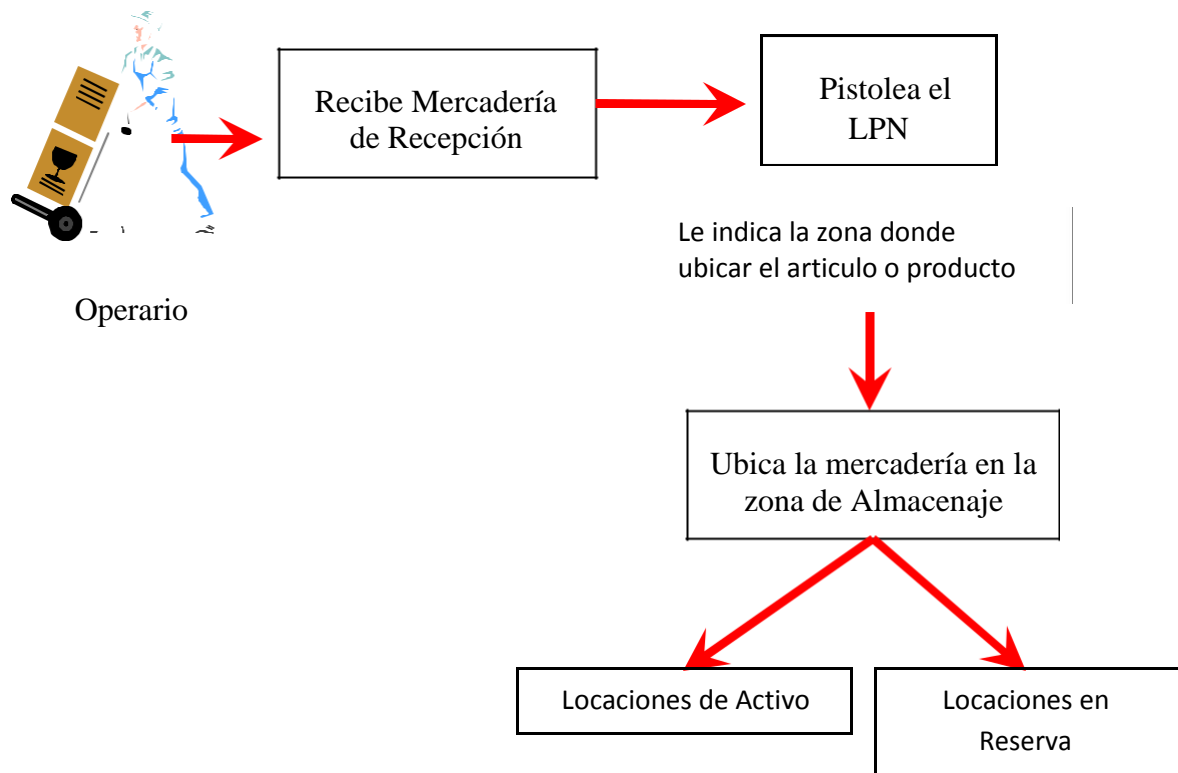 Recibe Mercadería
de Recepción
Pistolea el
LPN
Le indica la zona donde
ubicar el articulo o producto
Operario
Ubica la mercadería en la
zona de Almacenaje
Locaciones de Activo
Locaciones en
Reserva